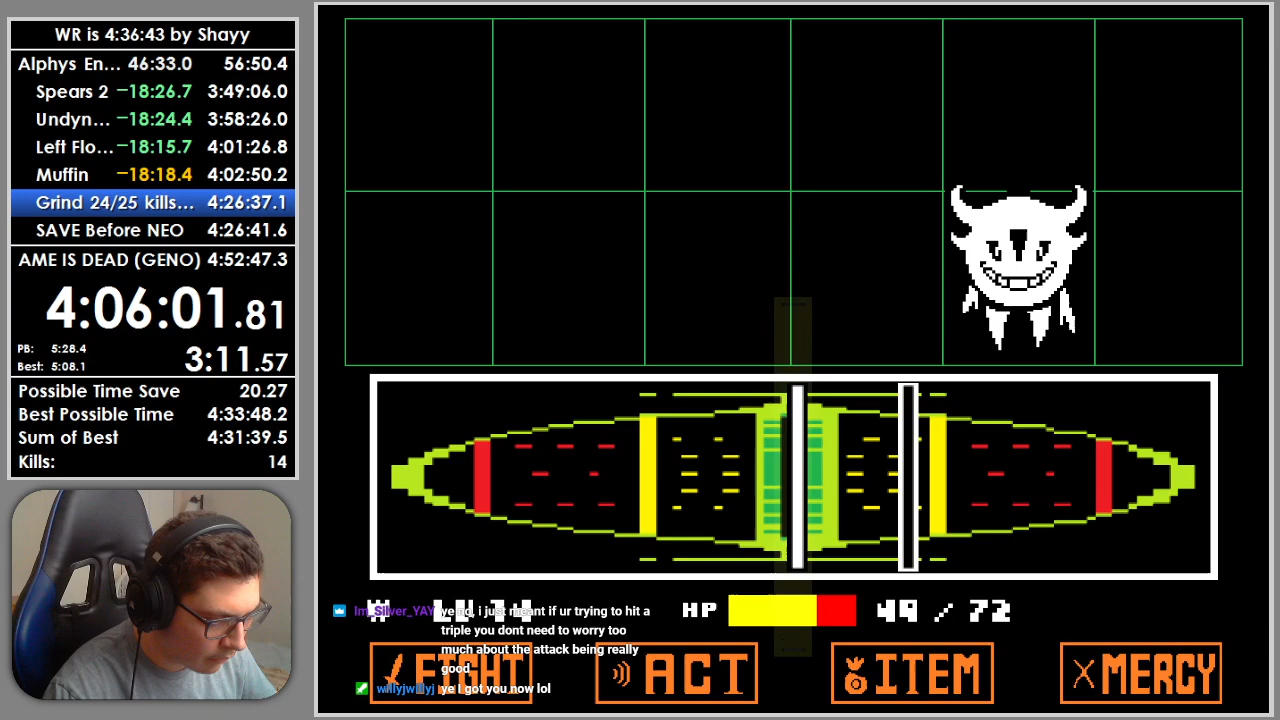 WR is 4:36:43 by Shayy
Alphys En... 46:33.0 56:50.4
Spears 2 −18:26.7 3:49:06.0
Undyn... −18:24.4 3:58:26.0
Left Flo... −18:15.7 4:01:26.8
Muffin −18:18.4 4:02:50.2
Grind 24/25 kills... 4:26:37.1
SAVE Before NEO 4:26:41.6
AME IS DEAD (GENO) 4:52:47.3
4:06:01.81
PB: 5:28.4
Best: 5:08.1
3:11.57
Possible Time Save 20.27
Best Possible Time 4:33:48.2
Sum of Best 4:31:39.5
Kills: 14
HP 49 / 72
Im_Silver_YAY ye no, i just meant if ur trying to hit a
triple you dont need to worry too
much about the attack being really
good
willyjwillyj ye I got you now lol
FIGHT ACT ITEM MERCY